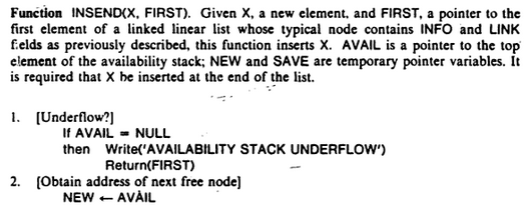 Function INSEND(X, FIRST). Given X, a new element, and FIRST, a pointer to the
first element of a linked linear list whose typical node contains INFO and LINK
fields as previously described, this function inserts X. AVAIL is a pointer to the top
element of the availability stack; NEW and SAVE are temporary pointer variables. It
is required that X be inserted at the end of the list.
1. [Underflow?]
If AVAIL = NULL
then Write('AVAILABILITY STACK UNDERFLOW')
Return(FIRST)
2. [Obtain address of next free node]
NEW ← AVAIL